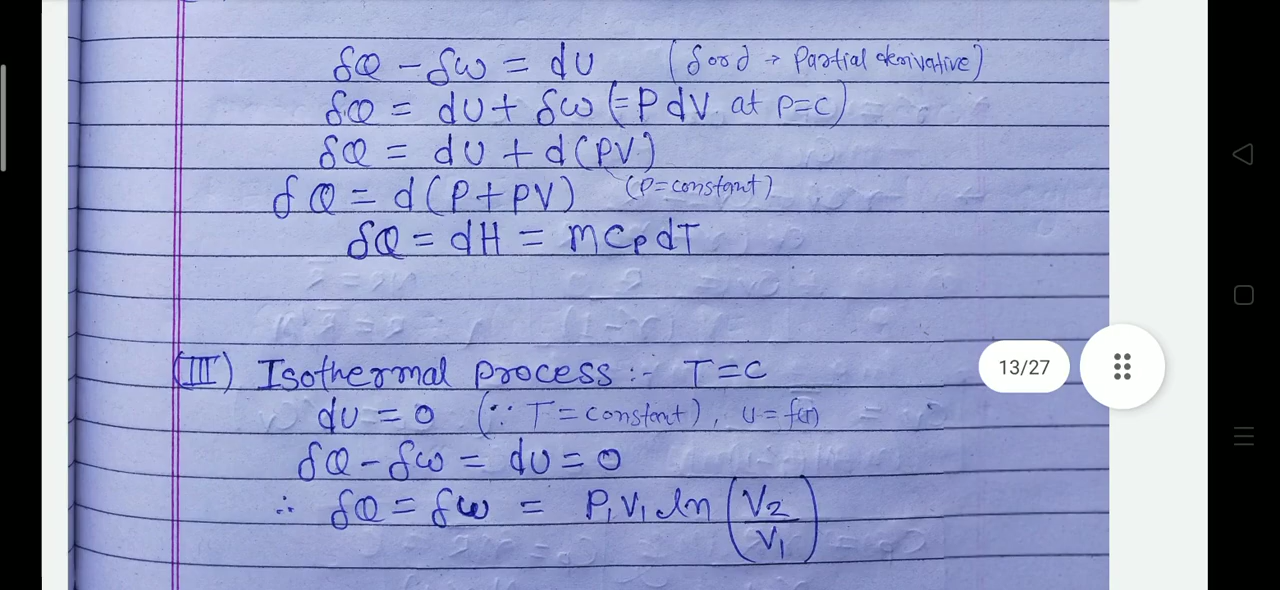 δQ - δW = dU (δ or ∂ → Partial derivative)
δQ = dU + δW (= P dV at P=C)
δQ = dU + d(PV)
δQ = d(P+PV) (P=constant)
δQ = dH = mCpdT
(III) Isothermal process :- T=C
dU = 0 (∵ T = constant), U = f(T)
δQ - δW = dU = 0
∴ δQ = δW = P₁V₁ ln (V₂/V₁)
13/27